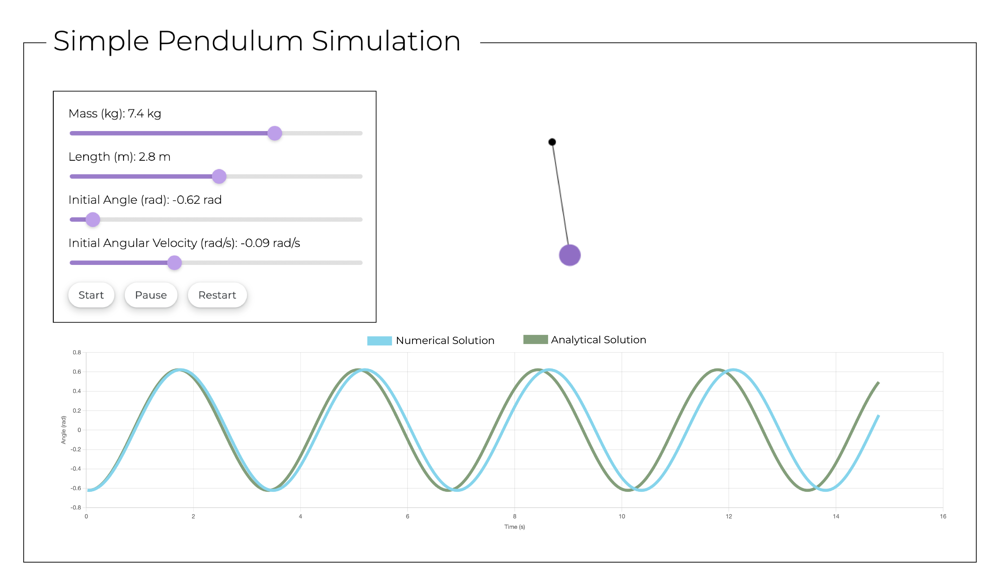 Simple Pendulum Simulation
Mass (kg): 7.4 kg
Length (m): 2.8 m
Initial Angle (rad): -0.62 rad
Initial Angular Velocity (rad/s): -0.09 rad/s
Start Pause Restart
Numerical Solution Analytical Solution
0.8
0.6
0.4
0.2
0
-0.2
-0.4
-0.6
-0.8
Angle (rad)
0 2 4 6 8 10 12 14 16
Time (s)